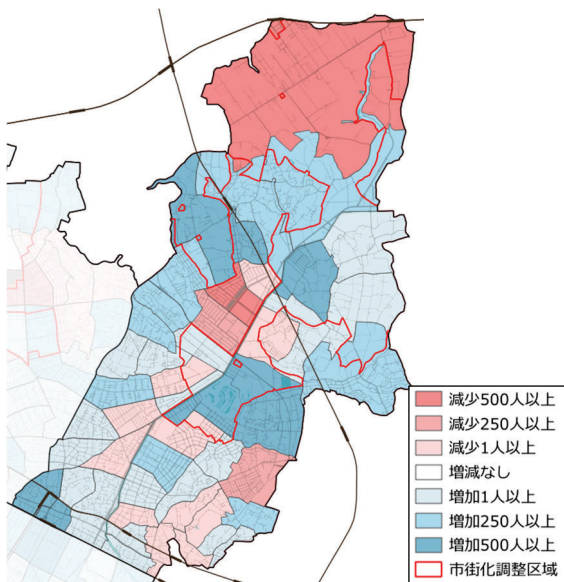 減少500人以上
減少250人以上
減少1人以上
増減なし
増加1人以上
増加250人以上
増加500人以上
市街化調整区域